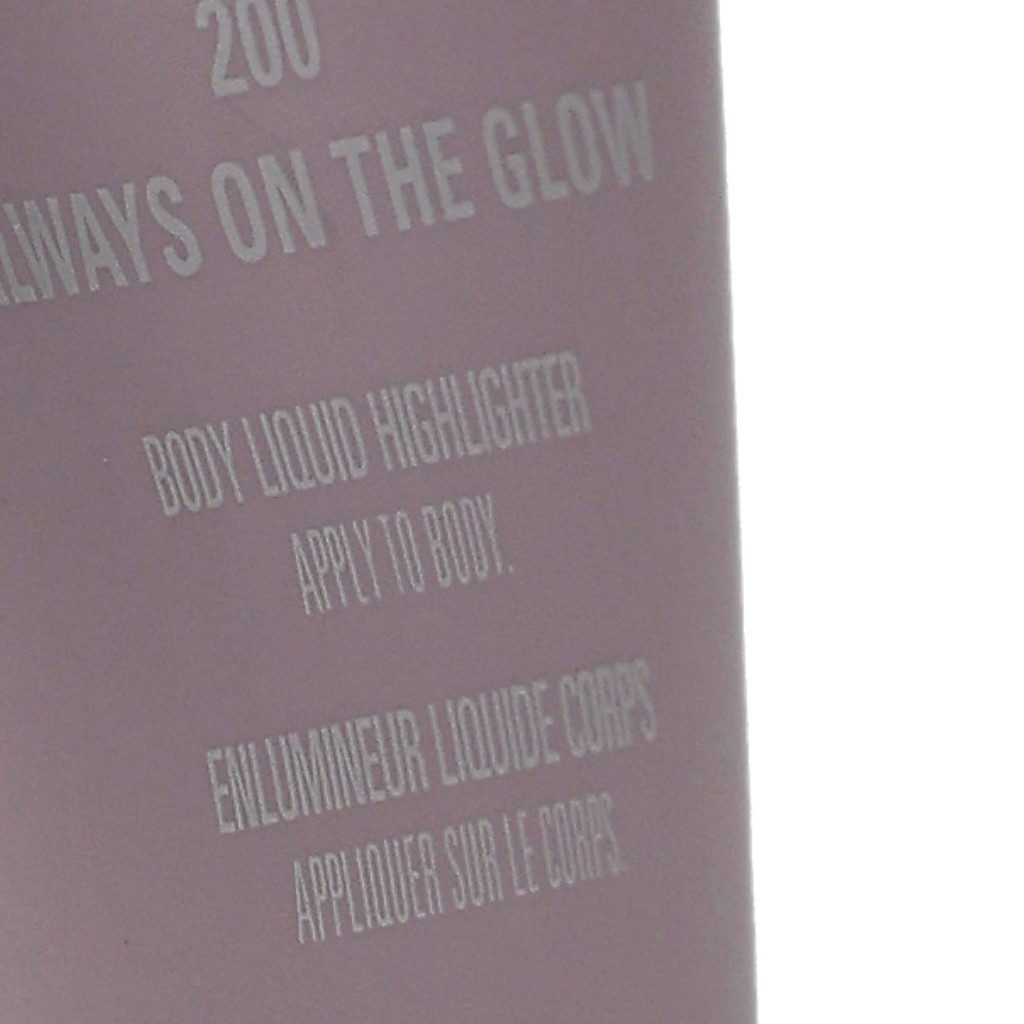 200
ALWAYS ON THE GLOW
BODY LIQUID HIGHLIGHTER
APPLY TO BODY.
ENLUMINEUR LIQUIDE CORPS
APPLIQUER SUR LE CORPS.